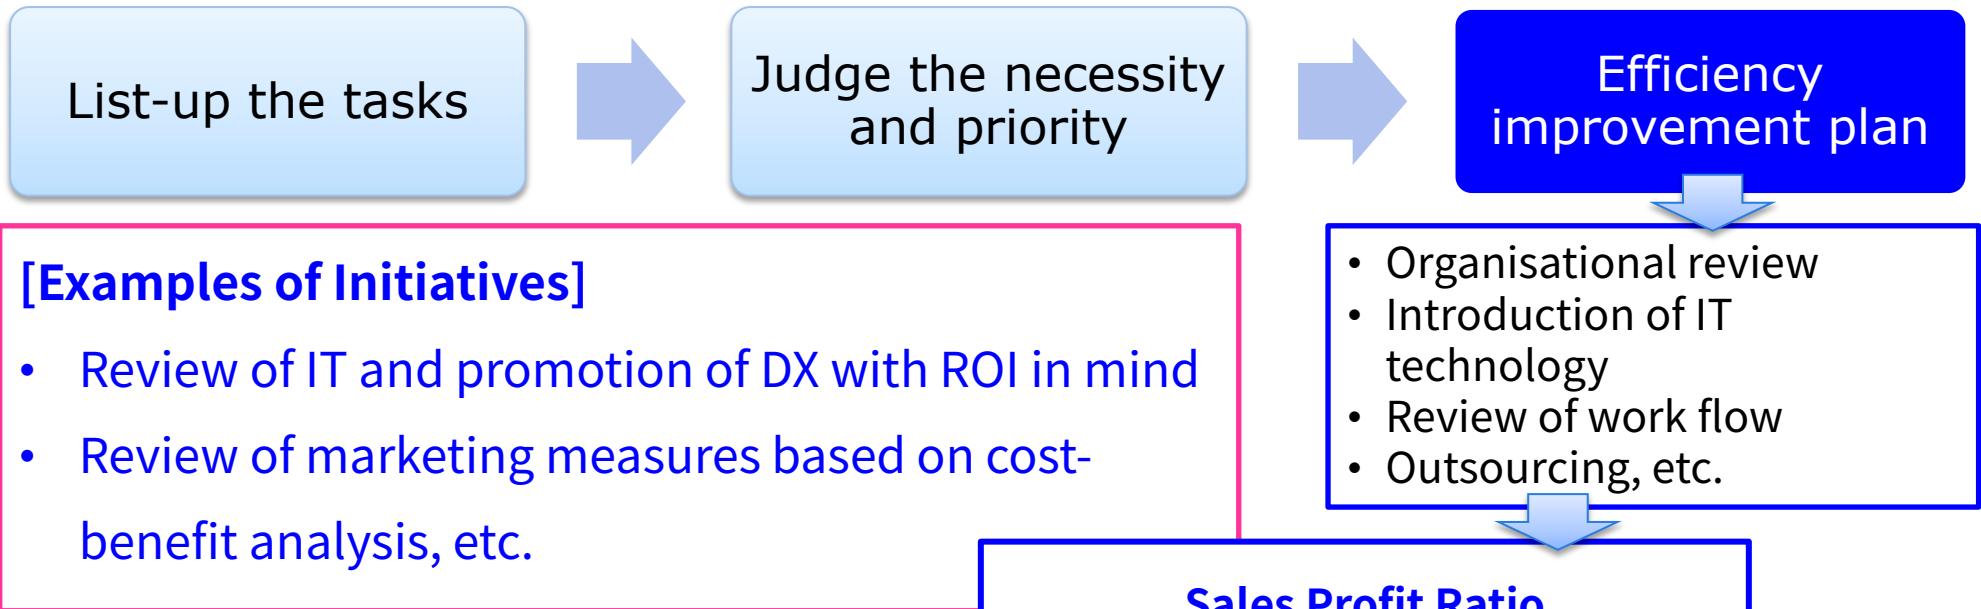 List-up the tasks
Judge the necessity
and priority
Efficiency
improvement plan
[Examples of Initiatives]
• Review of IT and promotion of DX with ROI in mind
• Review of marketing measures based on cost-
benefit analysis, etc.
• Organisational review
• Introduction of IT
technology
• Review of work flow
• Outsourcing, etc.
Sales Profit Ratio